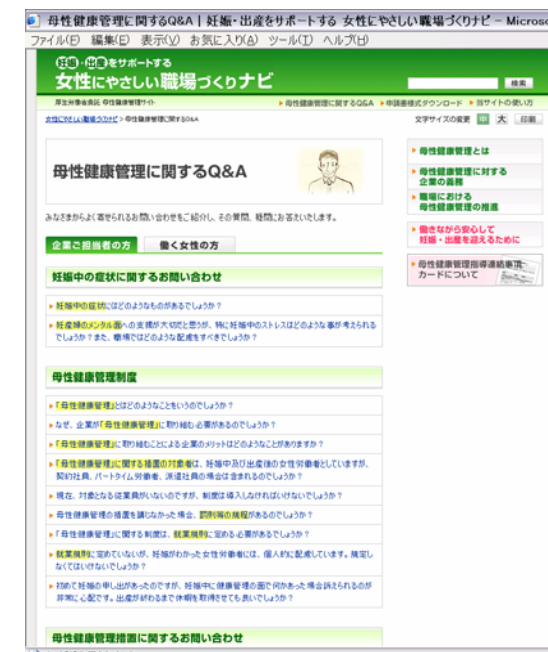 母性健康管理に関するQ&A | 妊娠・出産をサポートする 女性にやさしい職場づくりナビ - Microso
ファイル(F) 編集(E) 表示(V) お気に入り(A) ツール(T) ヘルプ(H)
妊娠・出産をサポートする
女性にやさしい職場づくりナビ
検索
厚生労働省委託 母性健康管理サイト
母性健康管理に関するQ&A 申請書様式ダウンロード 当サイトの使い方
女性にやさしい職場づくりナビ > 母性健康管理に関するQ&A
文字サイズの変更 中 大 印刷
母性健康管理に関するQ&A
みなさまからよく寄せられるお問い合わせをご紹介し、その質問、疑問にお答えいたします。
企業ご担当者の方 働く女性の方
妊娠中の症状に関するお問い合わせ
妊娠中の症状にはどのようなものがあるでしょうか?
妊産婦のメンタル面への支援が大切だと思うが、特に妊娠中のストレスはどのような事が考えられる
でしょうか?また、職場ではどのような配慮をすべきでしょうか?
母性健康管理制度
「母性健康管理」とはどのようなことをいうのでしょうか?
なぜ、企業が「母性健康管理」に取り組む必要があるのでしょうか?
「母性健康管理」に取り組むことによる企業のメリットはどのようなことがありますか?
「母性健康管理」に関する措置の対象者は、妊娠中及び出産後の女性労働者としていますが、
契約社員、パートタイム労働者、派遣社員の場合は含まれるのでしょうか?
現在、対象となる従業員がいないのですが、制度は導入しなければいけないでしょうか?
母性健康管理の措置を講じなかった場合、罰則等の規程があるのでしょうか?
「母性健康管理」に関する制度は、就業規則に定める必要があるでしょうか?
就業規則に定めていないが、妊娠がわかった女性労働者には、個人的に配慮しています。規定し
なくてはいけないでしょうか?
初めて妊娠の申し出があったのですが、妊娠中に健康管理の面で何かあった場合訴えられるのが
非常に心配です。出産が終わるまで休暇を取得させても良いでしょうか?
母性健康管理措置に関するお問い合わせ
母性健康管理とは
母性健康管理に対する
企業の義務
職場における
母性健康管理の推進
働きながら安心して
妊娠・出産を迎えるために
母性健康管理指導連絡事項
カードについて